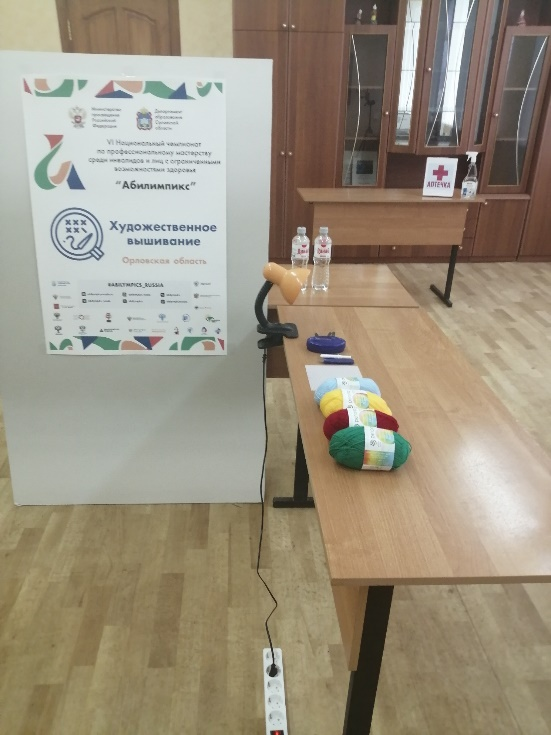 Министерство
просвещения
Российской
Федерации
Департамент
образования
Орловской
области
VI Национальный чемпионат
по профессиональному мастерству
среди инвалидов и лиц с ограниченными
возможностями здоровья
"Абилимпикс"
Художественное
вышивание
Орловская область
@ABILYMPICS_RUSSIA
АПТЕЧКА